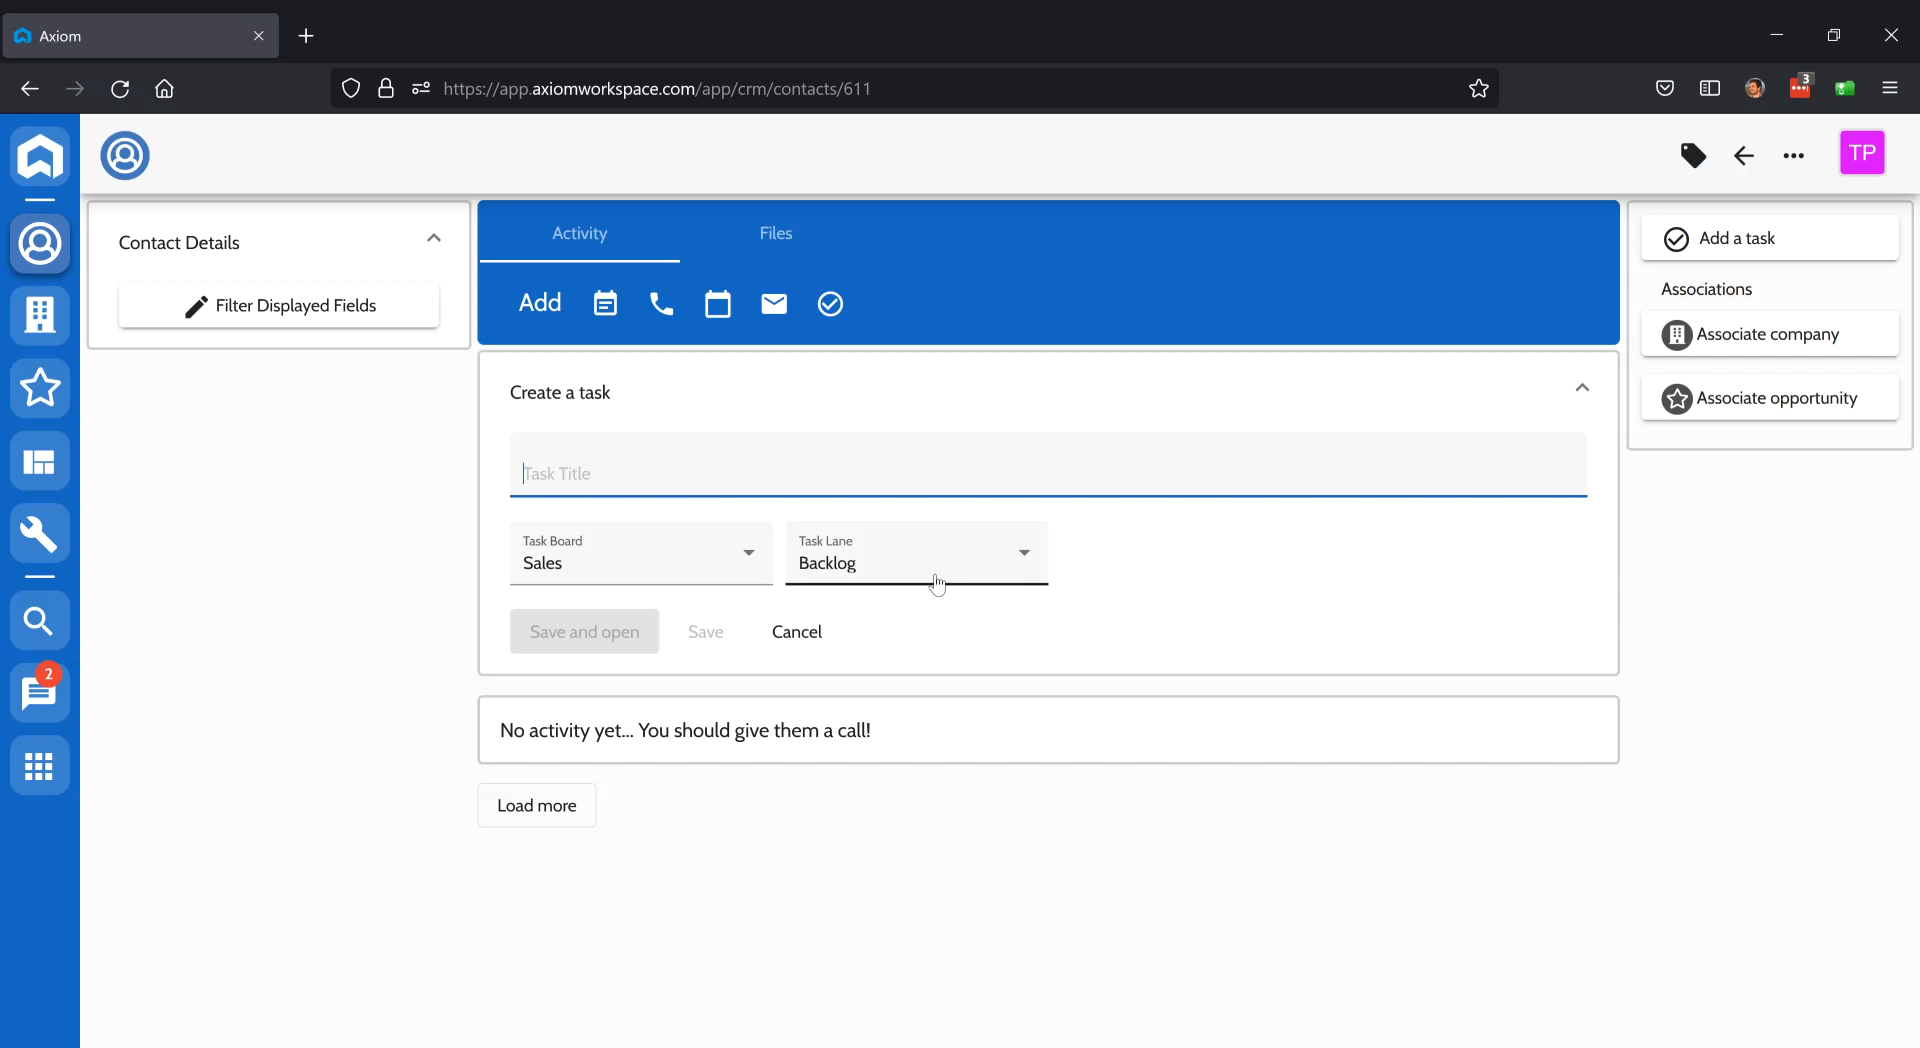 Axiom
https://app.axiomworkspace.com/app/crm/contacts/611
3
TP
Contact Details
Filter Displayed Fields
Activity
Files
Add
Add a task
Associations
Associate company
Associate opportunity
Create a task
Task Title
Task Board
Sales
Task Lane
Backlog
Save and open
Save
Cancel
2
No activity yet... You should give them a call!
Load more